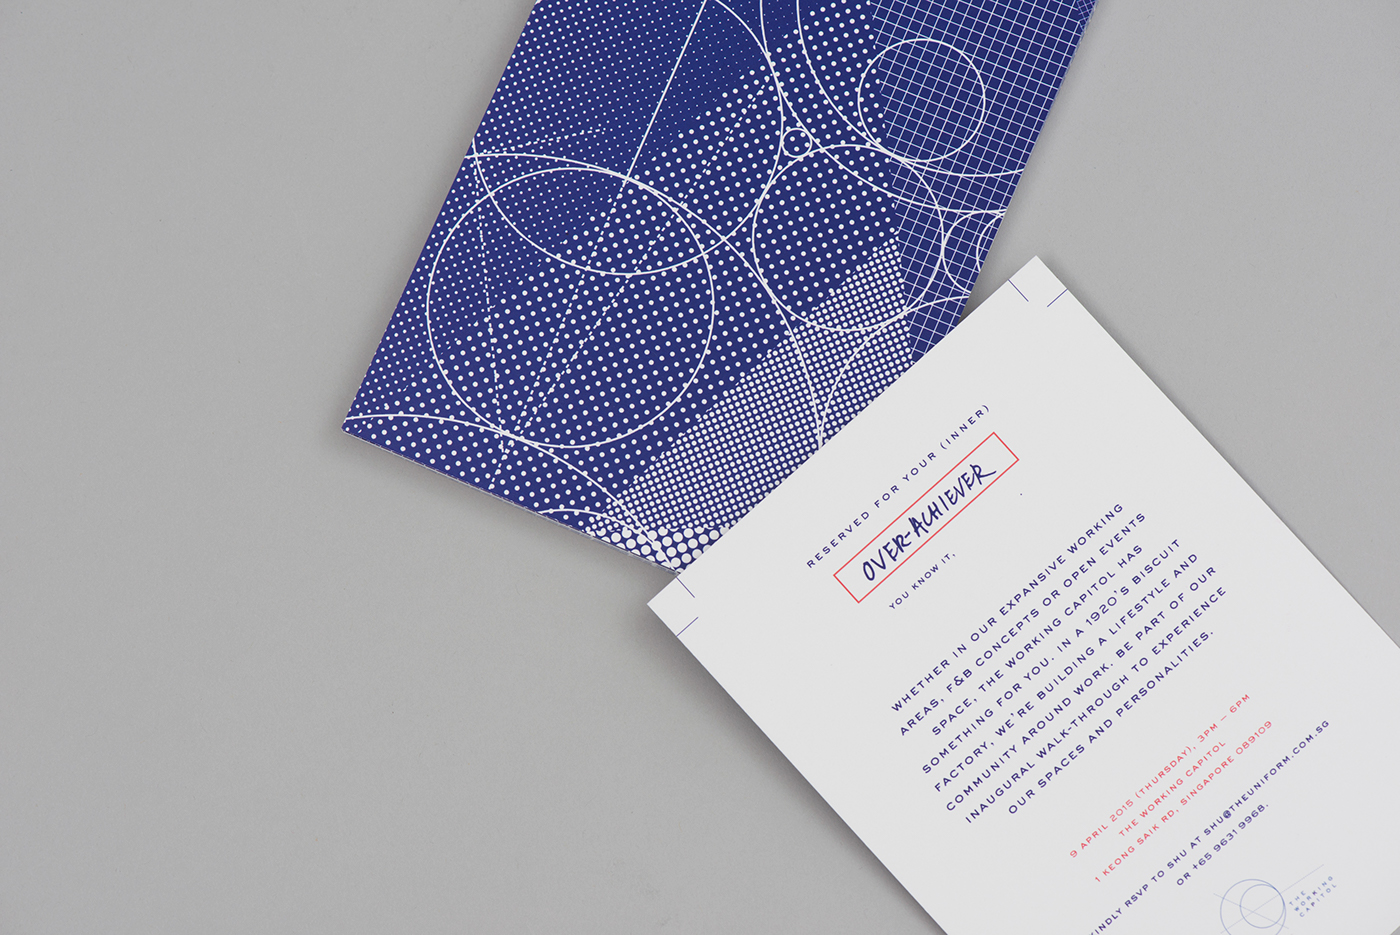 RESERVED FOR YOUR (INNER)
OVER-ACHIEVER
YOU KNOW IT,
WHETHER IN OUR EXPANSIVE WORKING
AREAS, F&B CONCEPTS OR OPEN EVENTS
SPACE, THE WORKING CAPITOL HAS
SOMETHING FOR YOU. IN A 1920'S BISCUIT
FACTORY, WE'RE BUILDING A LIFESTYLE AND
COMMUNITY AROUND WORK. BE PART OF OUR
INAUGURAL WALK-THROUGH TO EXPERIENCE
OUR SPACES AND PERSONALITIES.
9 APRIL 2015 (THURSDAY), 3PM — 6PM
THE WORKING CAPITOL
1 KEONG SAIK RD, SINGAPORE 089109
KINDLY RSVP TO SHU AT SHU@THEUNIFORM.COM.SG
OR +65 9631 9968.
THE
WORKING
CAPITOL